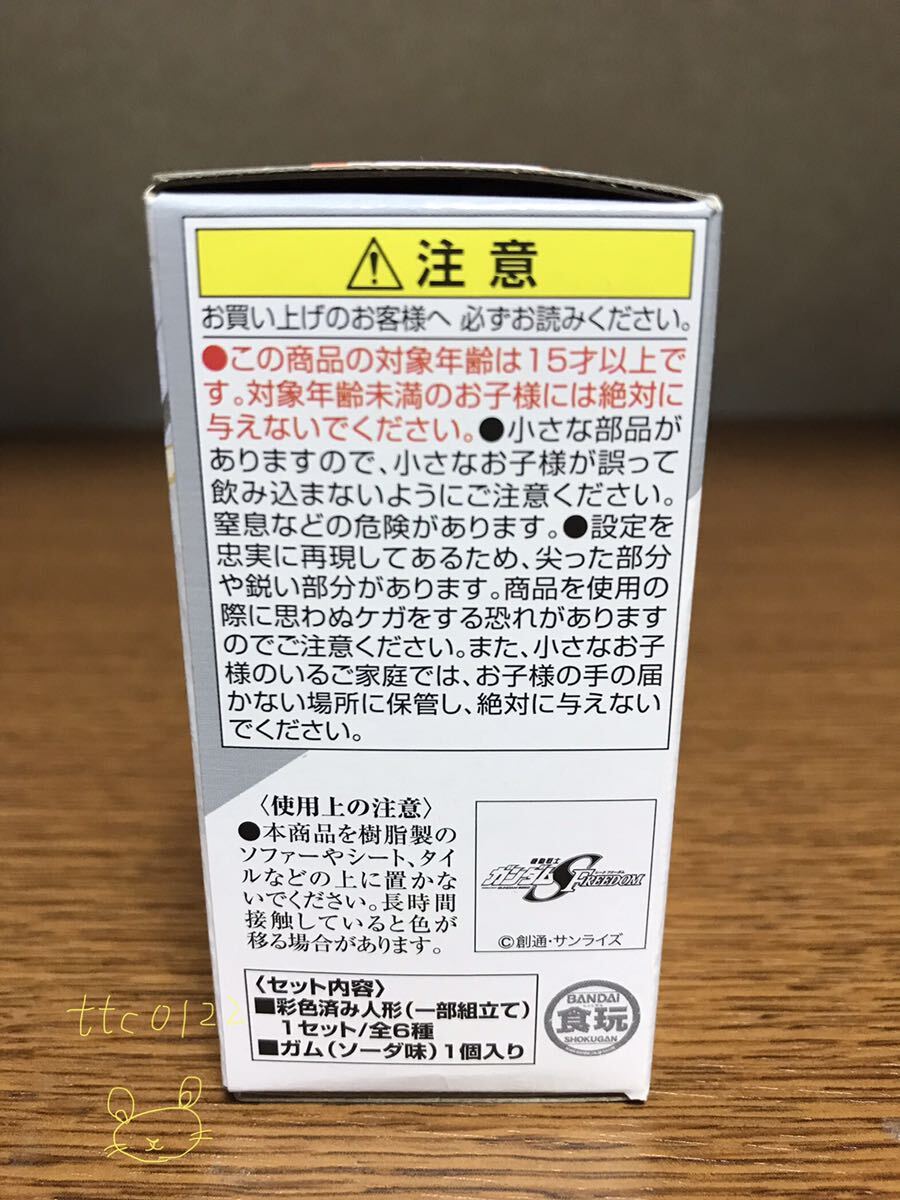 注意
お買い上げのお客様へ 必ずお読みください。
●この商品の対象年齢は15才以上で
す。対象年齢未満のお子様には絶対に
与えないでください。●小さな部品が
ありますので、小さなお子様が誤って
飲み込まないようにご注意ください。
窒息などの危険があります。●設定を
忠実に再現してあるため、尖った部分
や鋭い部分があります。商品を使用の
際に思わぬケガをする恐れがあります
のでご注意ください。また、小さなお子
様のいるご家庭では、お子様の手の届
かない場所に保管し、絶対に与えない
でください。
〈使用上の注意〉
●本商品を樹脂製の
ソファーやシート、タイ
ルなどの上に置かな
いでください。長時間
接触していると色が
移る場合があります。
機動戦士
ガンダムSEED FREEDOM
©創通・サンライズ
〈セット内容〉
■彩色済み人形(一部組立て)
1セット/全6種
■ガム(ソーダ味)1個入り
BANDAI
食玩
SHOKUGAN
ttc0122